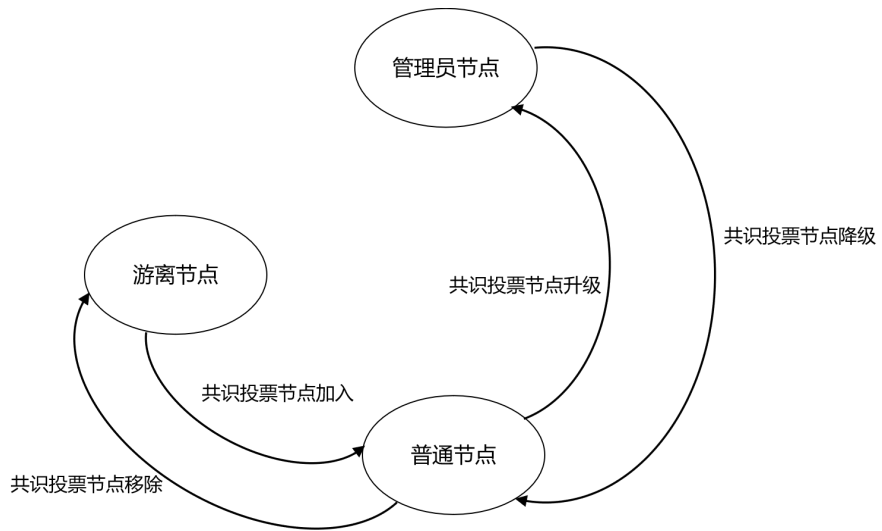 管理员节点
共识投票节点降级
游离节点
共识投票节点升级
共识投票节点加入
普通节点
共识投票节点移除